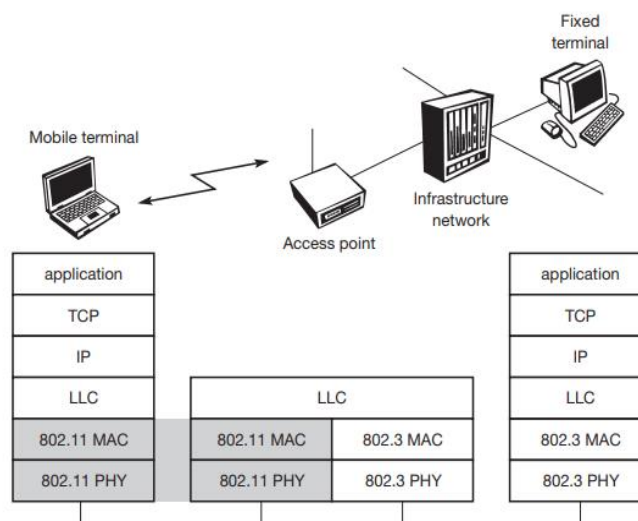 Fixed
terminal
Mobile terminal
Infrastructure
network
Access point
application
TCP
IP
LLC
802.11 MAC
802.11 PHY
LLC
802.11 MAC
802.3 MAC
802.11 PHY
802.3 PHY
application
TCP
IP
LLC
802.3 MAC
802.3 PHY